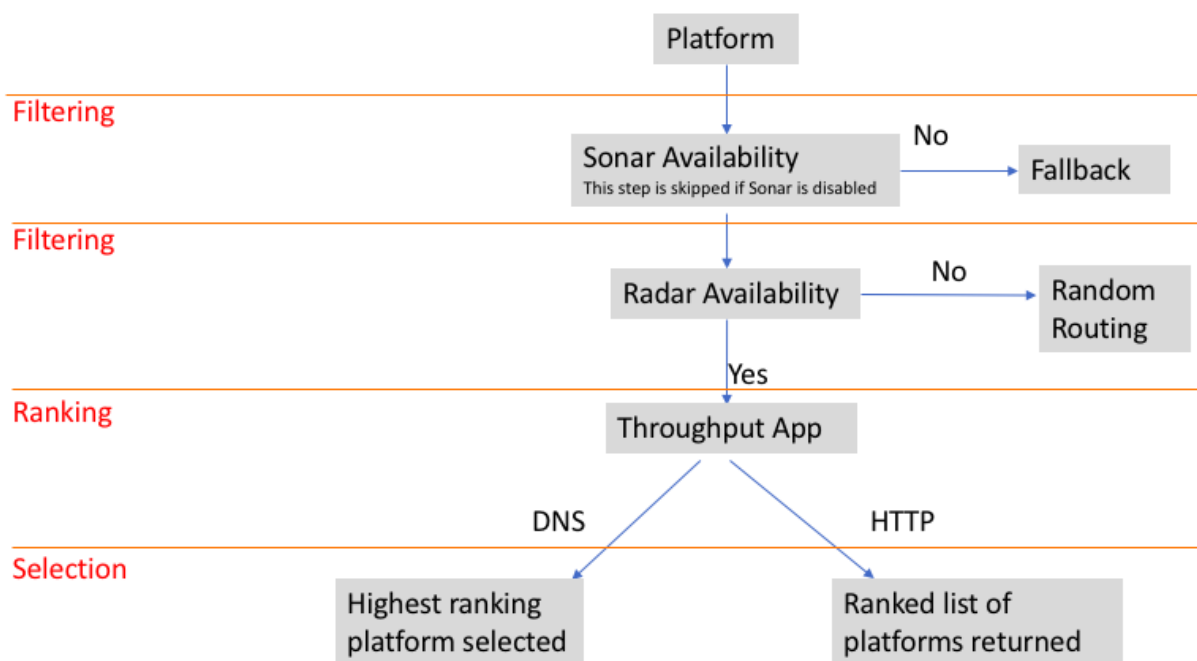 Platform
Filtering
Sonar Availability
This step is skipped if Sonar is disabled
No
Fallback
Filtering
Radar Availability
No
Random
Routing
Yes
Ranking
Throughput App
DNS
HTTP
Selection
Highest ranking
platform selected
Ranked list of
platforms returned